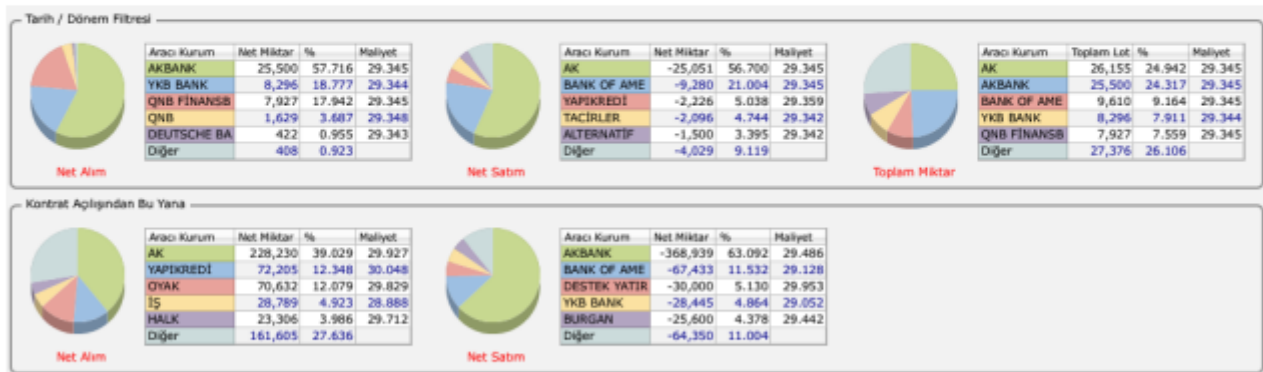 Tarih / Dönem Filtresi
Aracı Kurum Net Miktar % Maliyet
AKBANK 25,500 57.716 29.345
YKB BANK 8,296 18.777 29.344
QNB FİNANSB 7,927 17.942 29.345
QNB 1,629 3.687 29.348
DEUTSCHE BA 422 0.955 29.343
Diğer 408 0.923
Net Alım
Aracı Kurum Net Miktar % Maliyet
AK -25,051 56.700 29.345
BANK OF AME -9,280 21.004 29.345
YAPIKREDİ -2,226 5.038 29.359
TACİRLER -2,096 4.744 29.342
ALTERNATİF -1,500 3.395 29.342
Diğer -4,029 9.119
Net Satım
Aracı Kurum Toplam Lot % Maliyet
AK 26,155 24.942 29.345
AKBANK 25,500 24.317 29.345
BANK OF AME 9,610 9.164 29.345
YKB BANK 8,296 7.911 29.344
QNB FİNANSB 7,927 7.559 29.345
Diğer 27,376 26.106
Toplam Miktar
Kontrat Açılışından Bu Yana
Aracı Kurum Net Miktar % Maliyet
AK 228,230 39.029 29.927
YAPIKREDİ 72,205 12.348 30.048
OYAK 70,632 12.079 29.829
İŞ 28,789 4.923 28.888
HALK 23,306 3.986 29.712
Diğer 161,605 27.636
Net Alım
Aracı Kurum Net Miktar % Maliyet
AKBANK -368,939 63.092 29.486
BANK OF AME -67,433 11.532 29.128
DESTEK YATIR -30,000 5.130 29.953
YKB BANK -28,445 4.864 29.052
BURGAN -25,600 4.378 29.442
Diğer -64,350 11.004
Net Satım